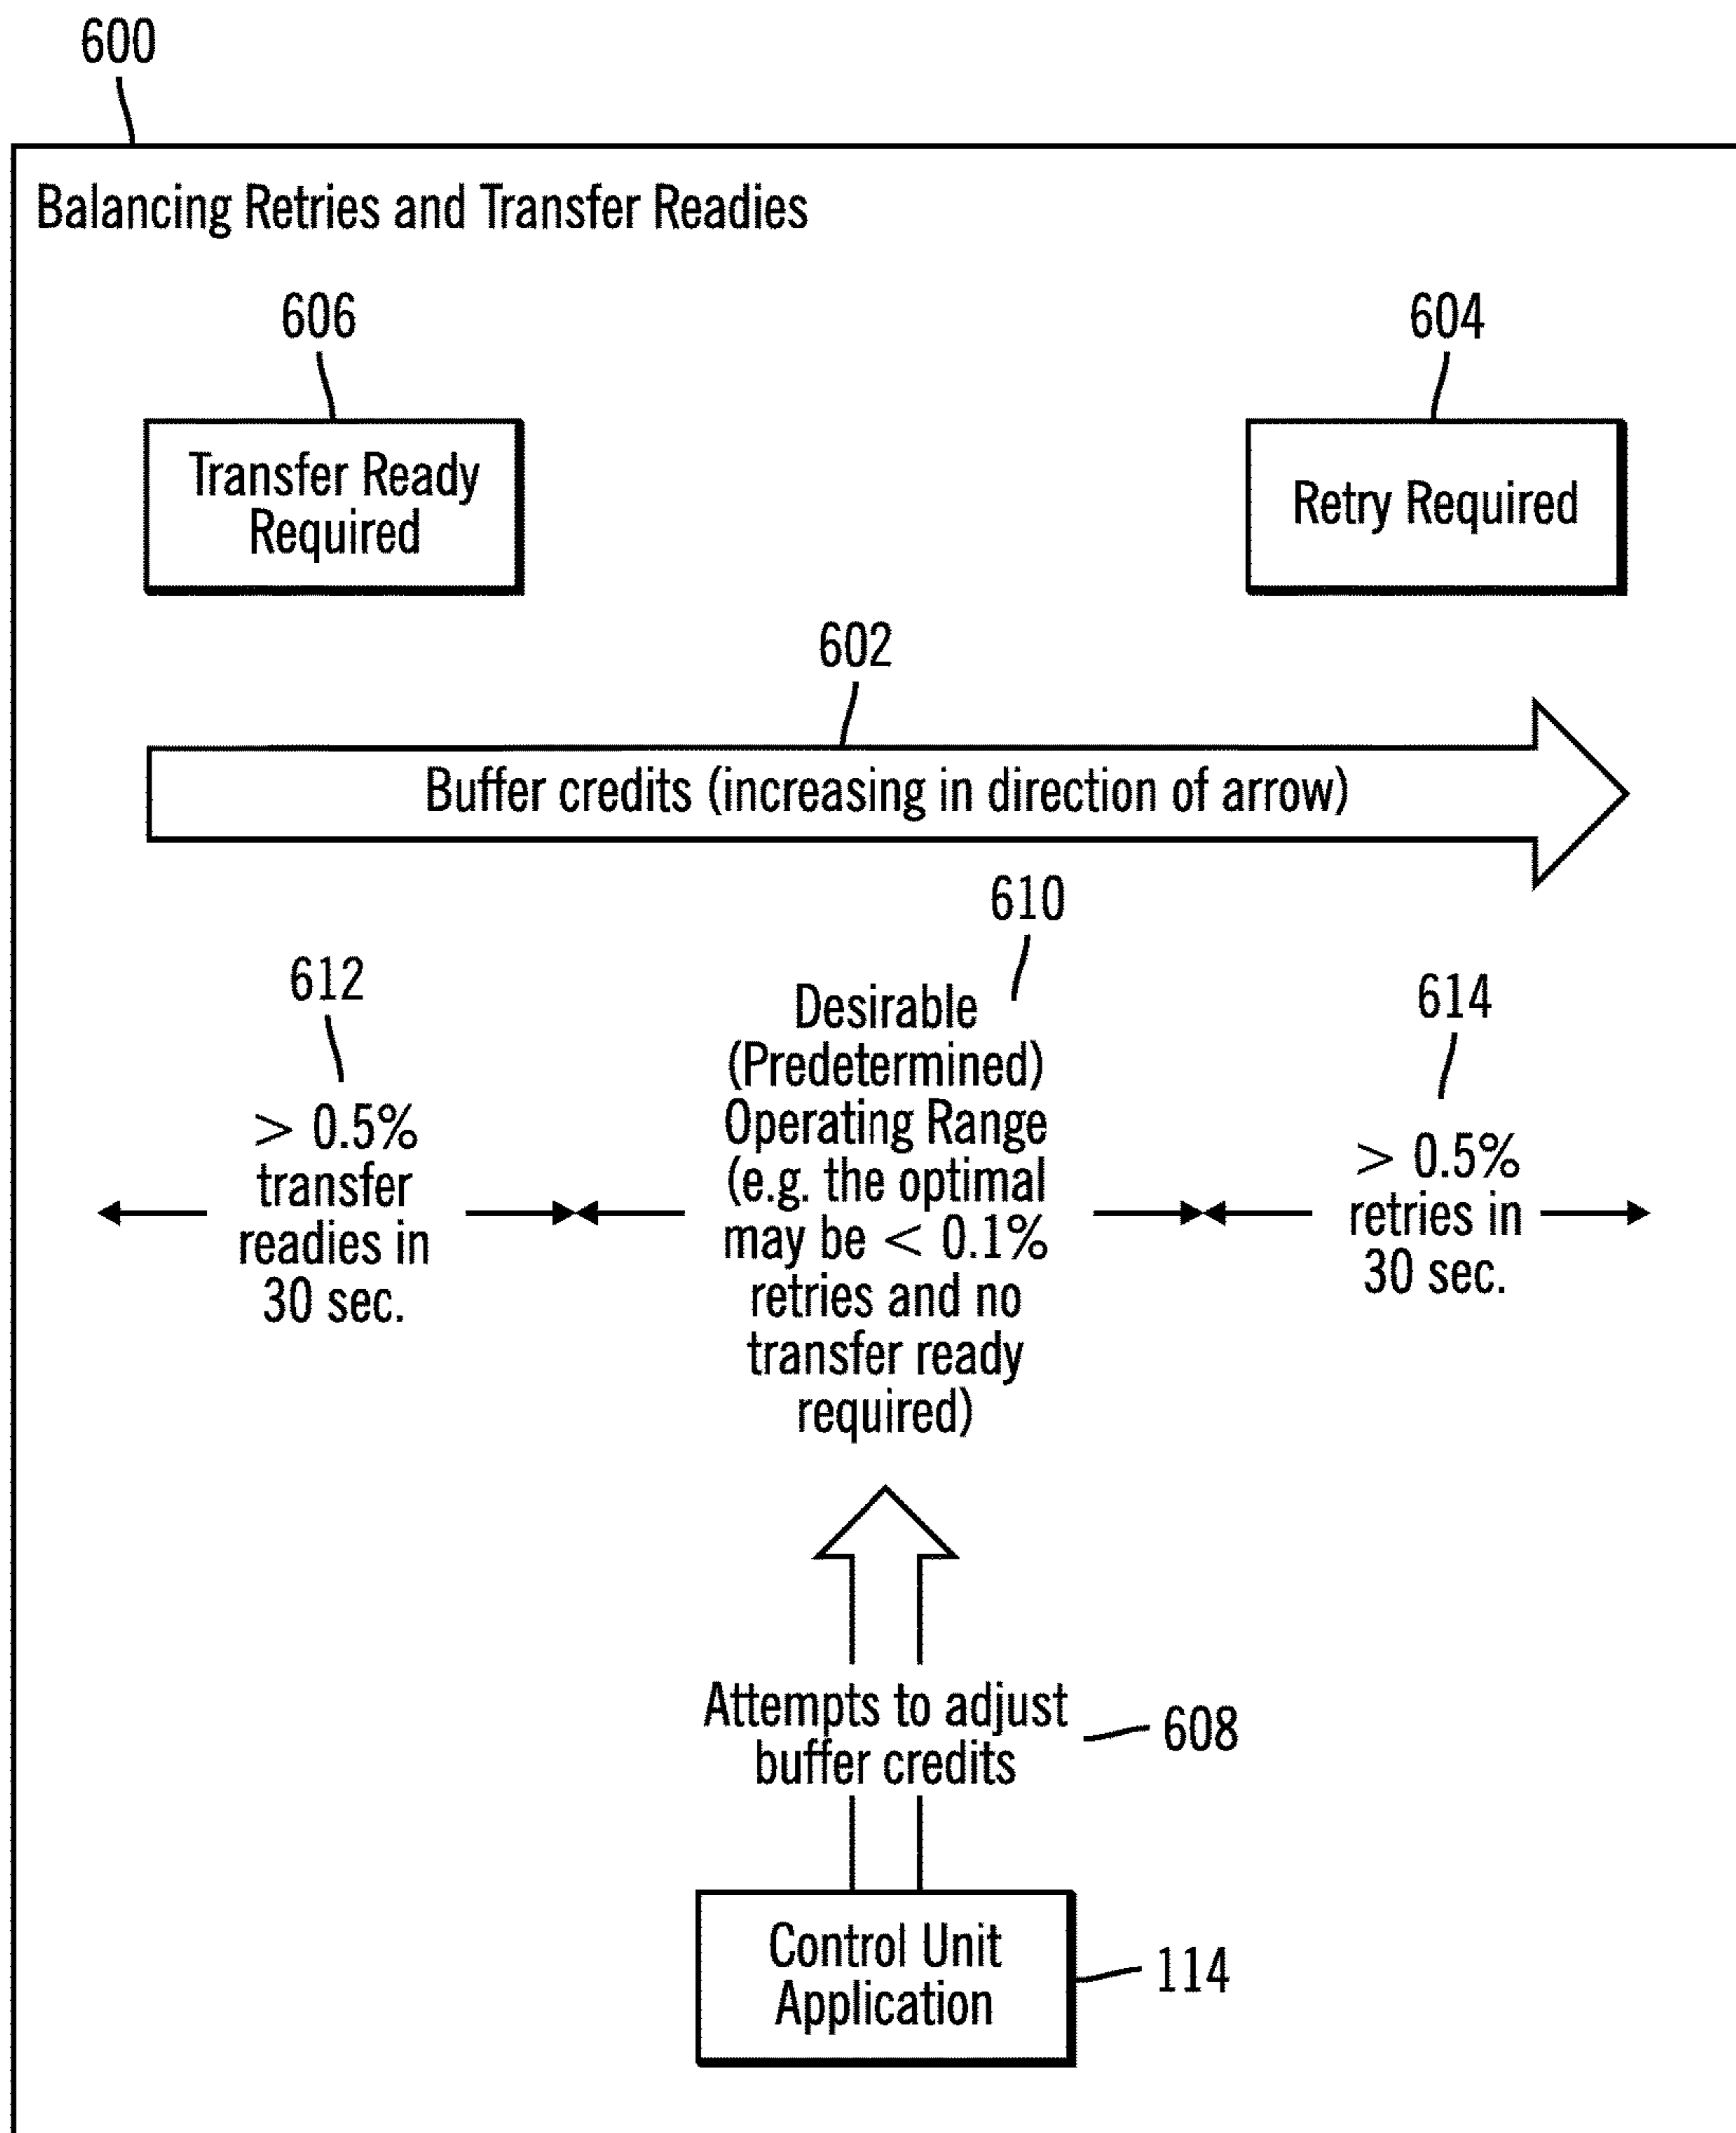 600
Balancing Retries and Transfer Readies
606
604
Transfer Ready
Required
Retry Required
602
Buffer credits (increasing in direction of arrow)
610
612
614
> 0.5%
transfer
readies in
30 sec.
Desirable
(Predetermined)
Operating Range
(e.g. the optimal
may be < 0.1%
retries and no
transfer ready
required)
> 0.5%
retries in
30 sec.
Attempts to adjust
buffer credits
608
Control Unit
Application
114